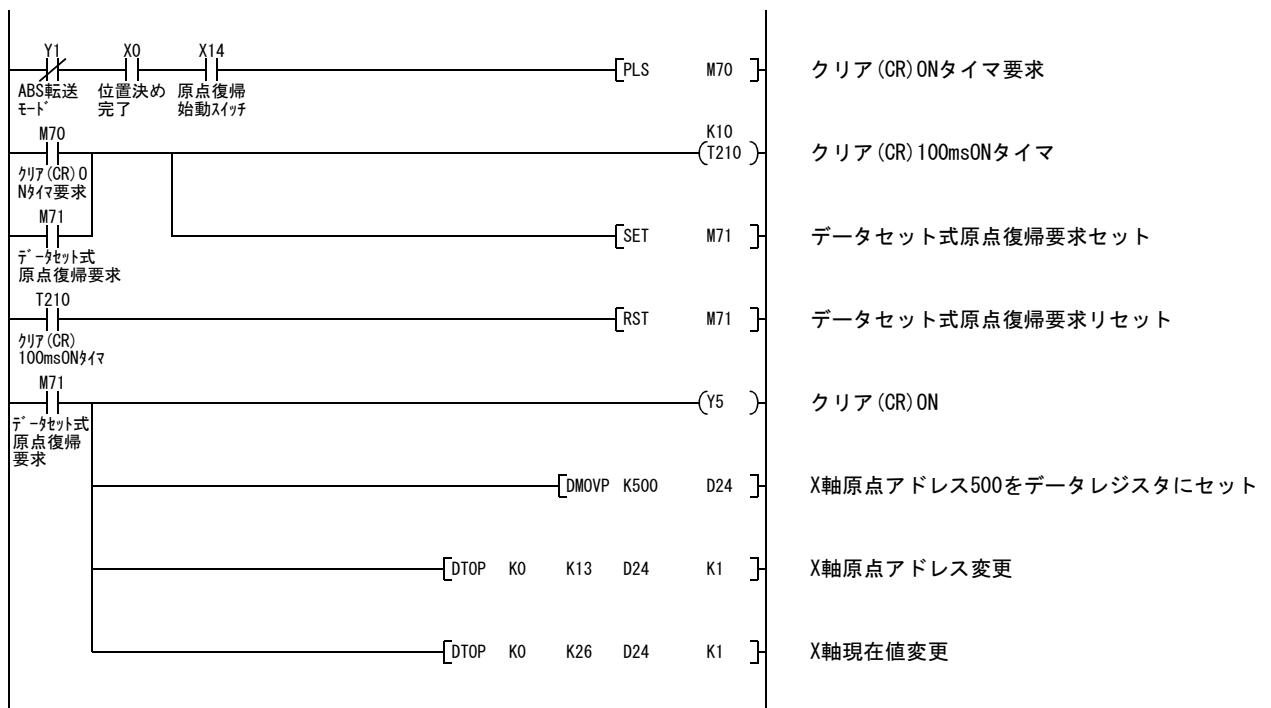 Y1 X0 X14
[PLS M70] クリア(CR)ONタイマ要求
ABS転送 位置決め 原点復帰
ﾓｰﾄﾞ 完了 始動ｽｲｯﾁ
M70 K10
(T210) クリア(CR)100msONタイマ
ｸﾘｱ(CR)O
Nﾀｲﾏ要求
M71
[SET M71] データセット式原点復帰要求セット
ﾃﾞｰﾀｾｯﾄ式
原点復帰要求
T210
[RST M71] データセット式原点復帰要求リセット
ｸﾘｱ(CR)
100msONﾀｲﾏ
M71
(Y5) クリア(CR)ON
ﾃﾞｰﾀｾｯﾄ式
原点復帰
要求
[DMOVP K500 D24] X軸原点アドレス500をデータレジスタにセット
[DTOP K0 K13 D24 K1] X軸原点アドレス変更
[DTOP K0 K26 D24 K1] X軸現在値変更